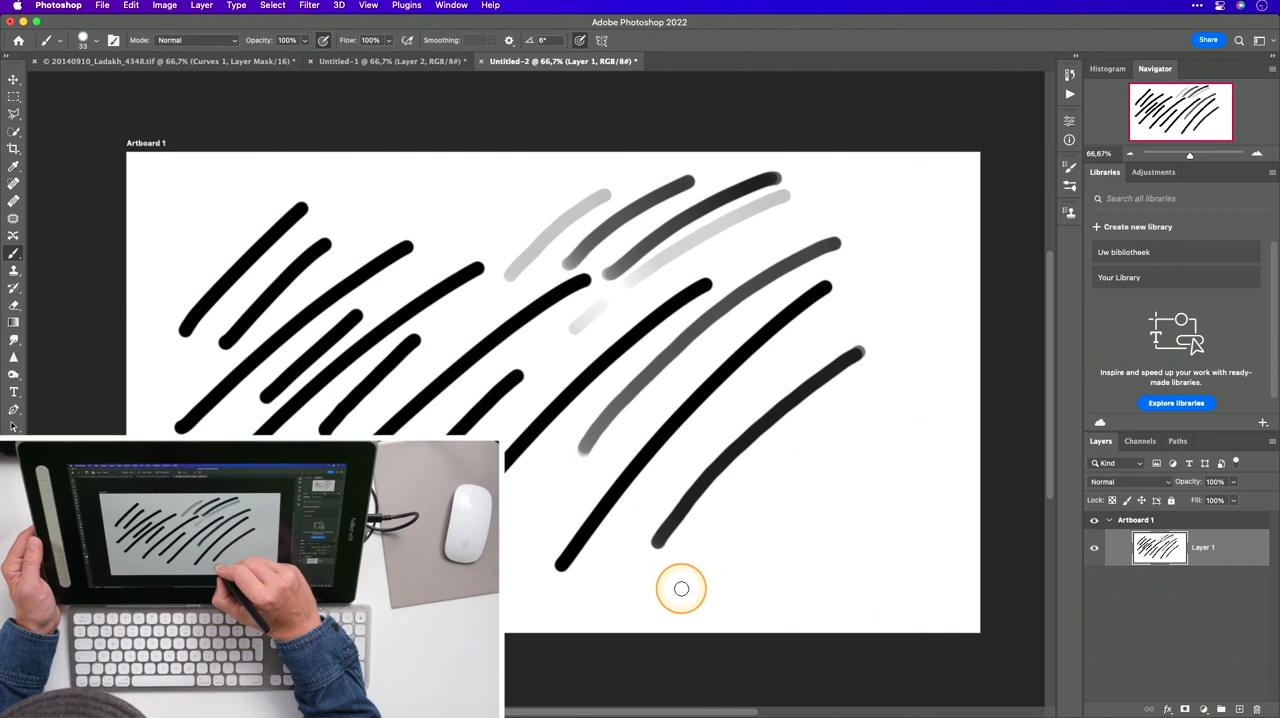 Photoshop File Edit Image Layer Type Select Filter 3D View Plugins Window Help
Adobe Photoshop 2022
33 Mode: Normal Opacity: 100% Flow: 100% Smoothing: 6° Share
© 20140910_Ladakh_4348.tif @ 66,7% (Curves 1, Layer Mask/16) * Untitled-1 @ 66,7% (Layer 2, RGB/8#) * Untitled-2 @ 66,7% (Layer 1, RGB/8#) *
Histogram Navigator
Artboard 1
66,67%
Libraries Adjustments
Search all libraries
Create new library
Uw bibliotheek
Your Library
Inspire and speed up your work with ready-
made libraries.
Explore libraries
Layers Channels Paths
Kind
Normal Opacity: 100%
Lock: Fill: 100%
Artboard 1
Layer 1